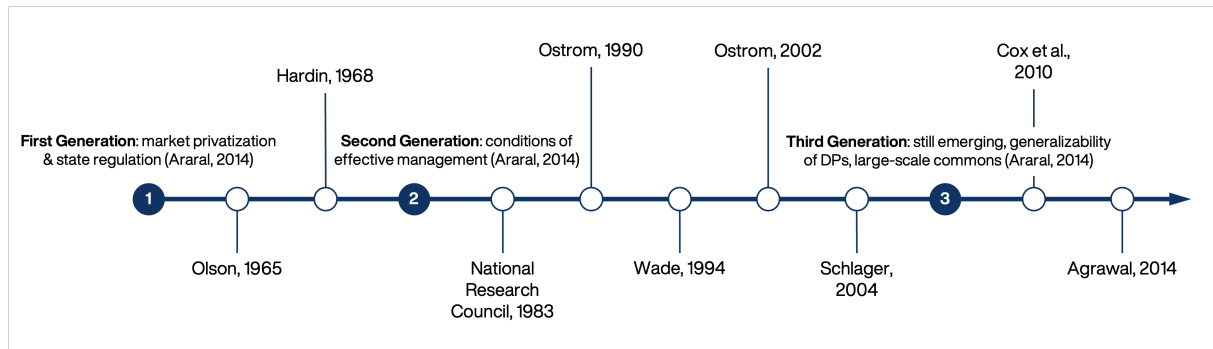 Ostrom, 1990
Ostrom, 2002
Cox et al.,
2010
Hardin, 1968
First Generation: market privatization
& state regulation (Araral, 2014)
Second Generation: conditions of
effective management (Araral, 2014)
Third Generation: still emerging, generalizability
of DPs, large-scale commons (Araral, 2014)
1
2
3
Olson, 1965
National
Research
Council, 1983
Wade, 1994
Schlager,
2004
Agrawal, 2014